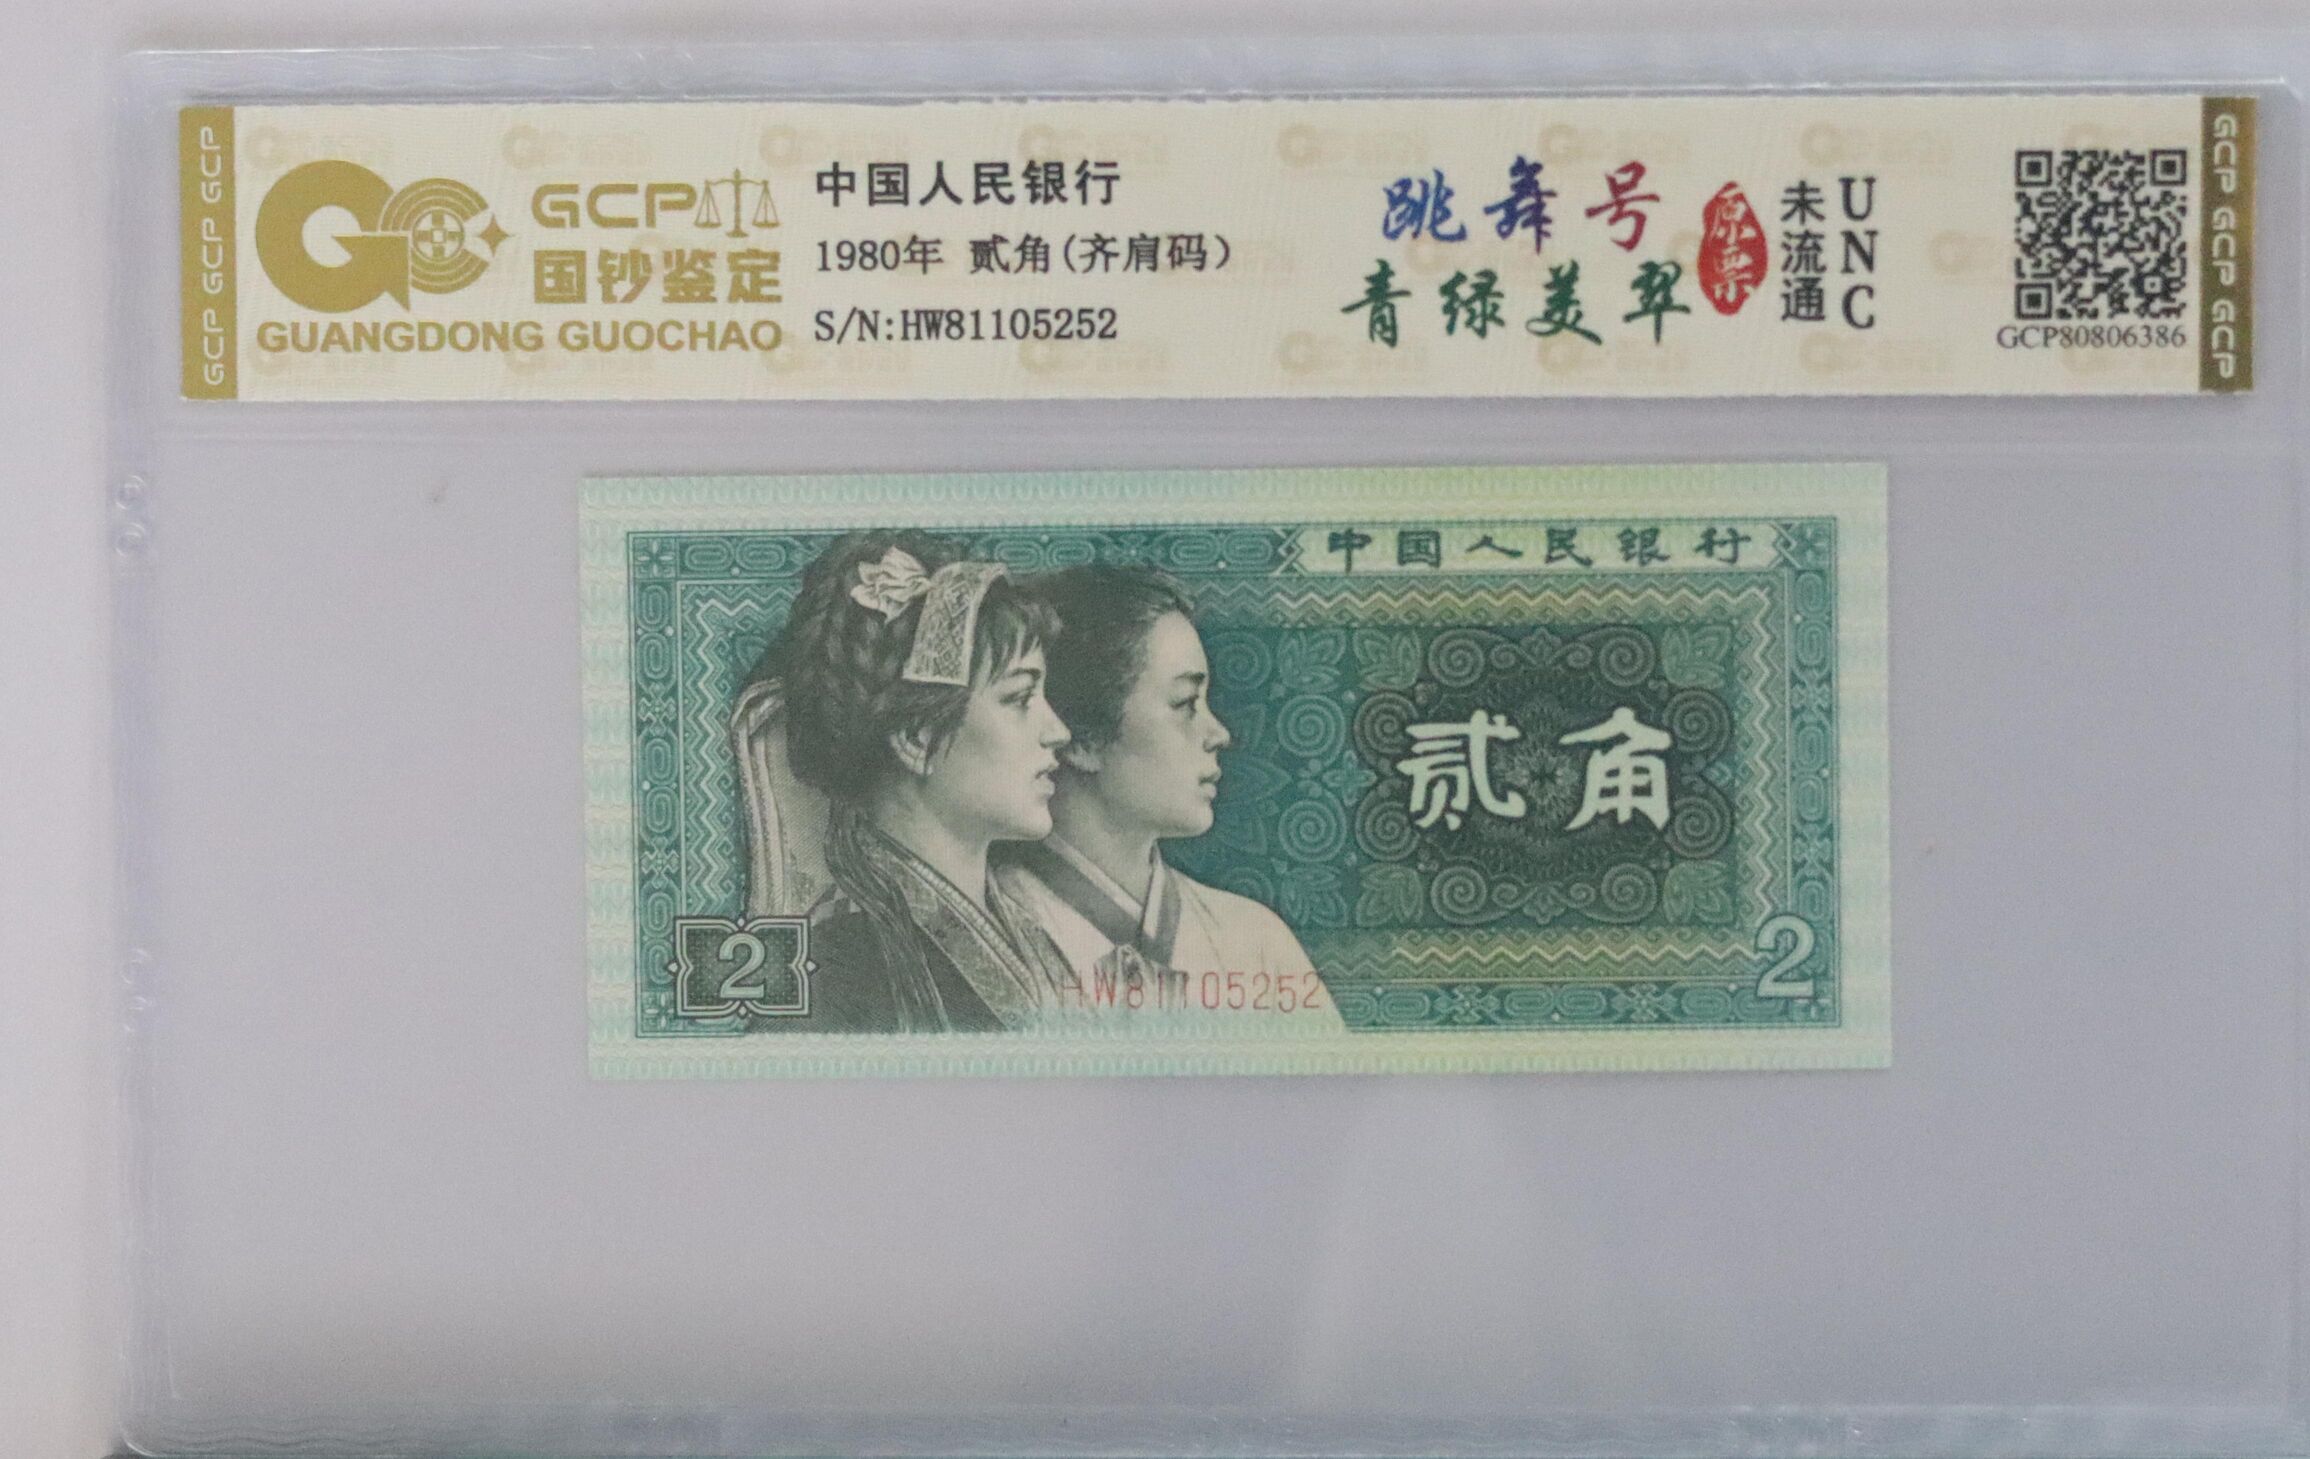 GCP GCP GCP
GCP
国钞鉴定
GUANGDONG GUOCHAO
中国人民银行
1980年 贰角(齐肩码)
S/N:HW81105252
跳舞号
青绿美翠
原票
未流通
UNC
GCP80806386
GCP GCP GCP
中国人民银行
贰角
2
HW81105252
2